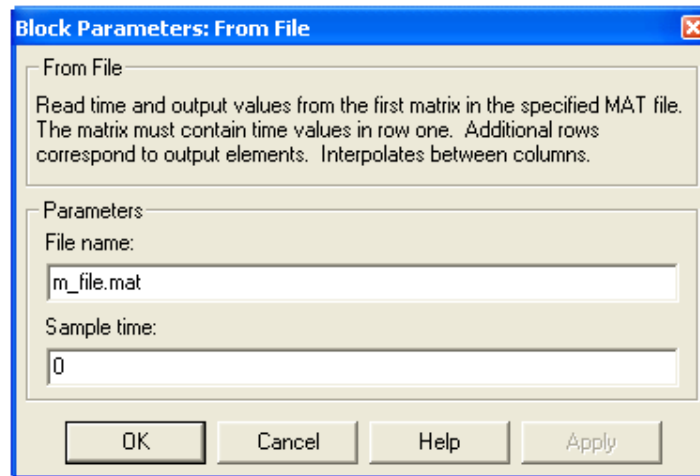 Block Parameters: From File
From File
Read time and output values from the first matrix in the specified MAT file.
The matrix must contain time values in row one.  Additional rows
correspond to output elements.  Interpolates between columns.
Parameters
File name:
m_file.mat
Sample time:
0
OK Cancel Help Apply